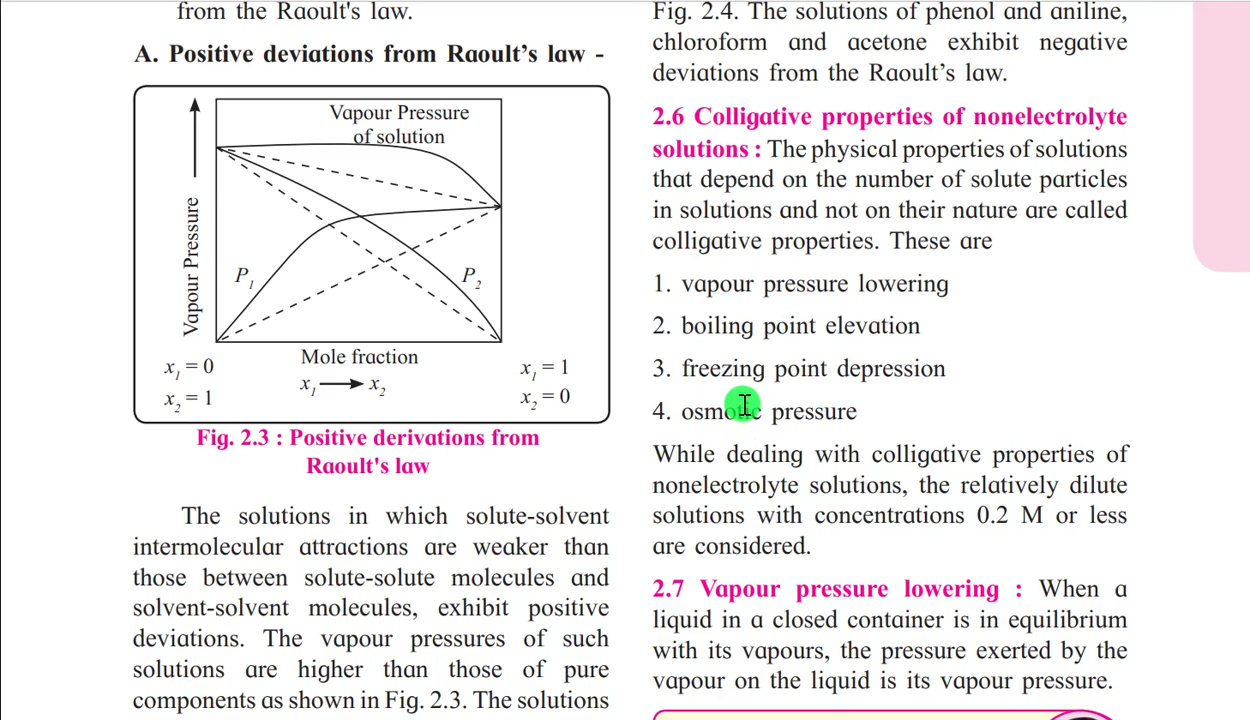 from the Raoult's law.
A. Positive deviations from Raoult's law -
Vapour Pressure
of solution
Vapour Pressure
P₁
P₂
Mole fraction
x₁ = 0
x₁ → x₂
x₁ = 1
x₂ = 1
x₂ = 0
Fig. 2.3 : Positive derivations from
Raoult's law
The solutions in which solute-solvent
intermolecular attractions are weaker than
those between solute-solute molecules and
solvent-solvent molecules, exhibit positive
deviations. The vapour pressures of such
solutions are higher than those of pure
components as shown in Fig. 2.3. The solutions
Fig. 2.4. The solutions of phenol and aniline,
chloroform and acetone exhibit negative
deviations from the Raoult's law.
2.6 Colligative properties of nonelectrolyte
solutions : The physical properties of solutions
that depend on the number of solute particles
in solutions and not on their nature are called
colligative properties. These are
1. vapour pressure lowering
2. boiling point elevation
3. freezing point depression
4. osmotic pressure
While dealing with colligative properties of
nonelectrolyte solutions, the relatively dilute
solutions with concentrations 0.2 M or less
are considered.
2.7 Vapour pressure lowering : When a
liquid in a closed container is in equilibrium
with its vapours, the pressure exerted by the
vapour on the liquid is its vapour pressure.